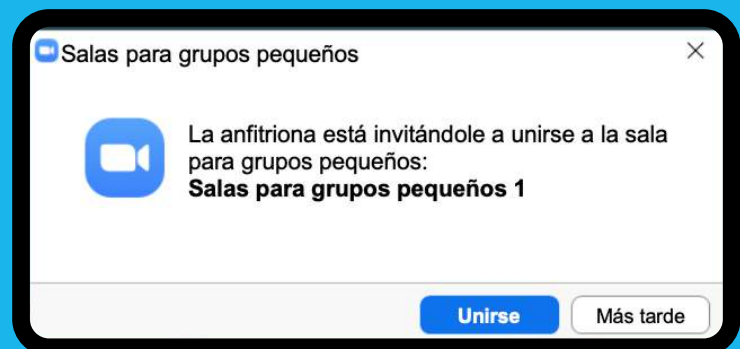 Salas para grupos pequeños
La anfitriona está invitándole a unirse a la sala
para grupos pequeños:
Salas para grupos pequeños 1
Unirse
Más tarde